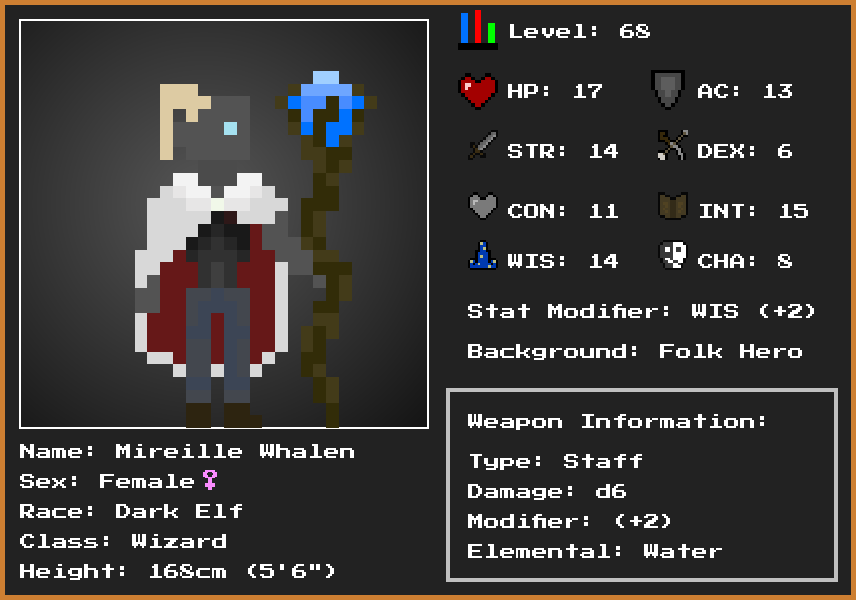 Level: 68
HP: 17
AC: 13
STR: 14
DEX: 6
CON: 11
INT: 15
WIS: 14
CHA: 8
Stat Modifier: WIS (+2)
Background: Folk Hero
Weapon Information:
Type: Staff
Damage: d6
Modifier: (+2)
Elemental: Water
Name: Mireille Whalen
Sex: Female♀
Race: Dark Elf
Class: Wizard
Height: 168cm (5'6")